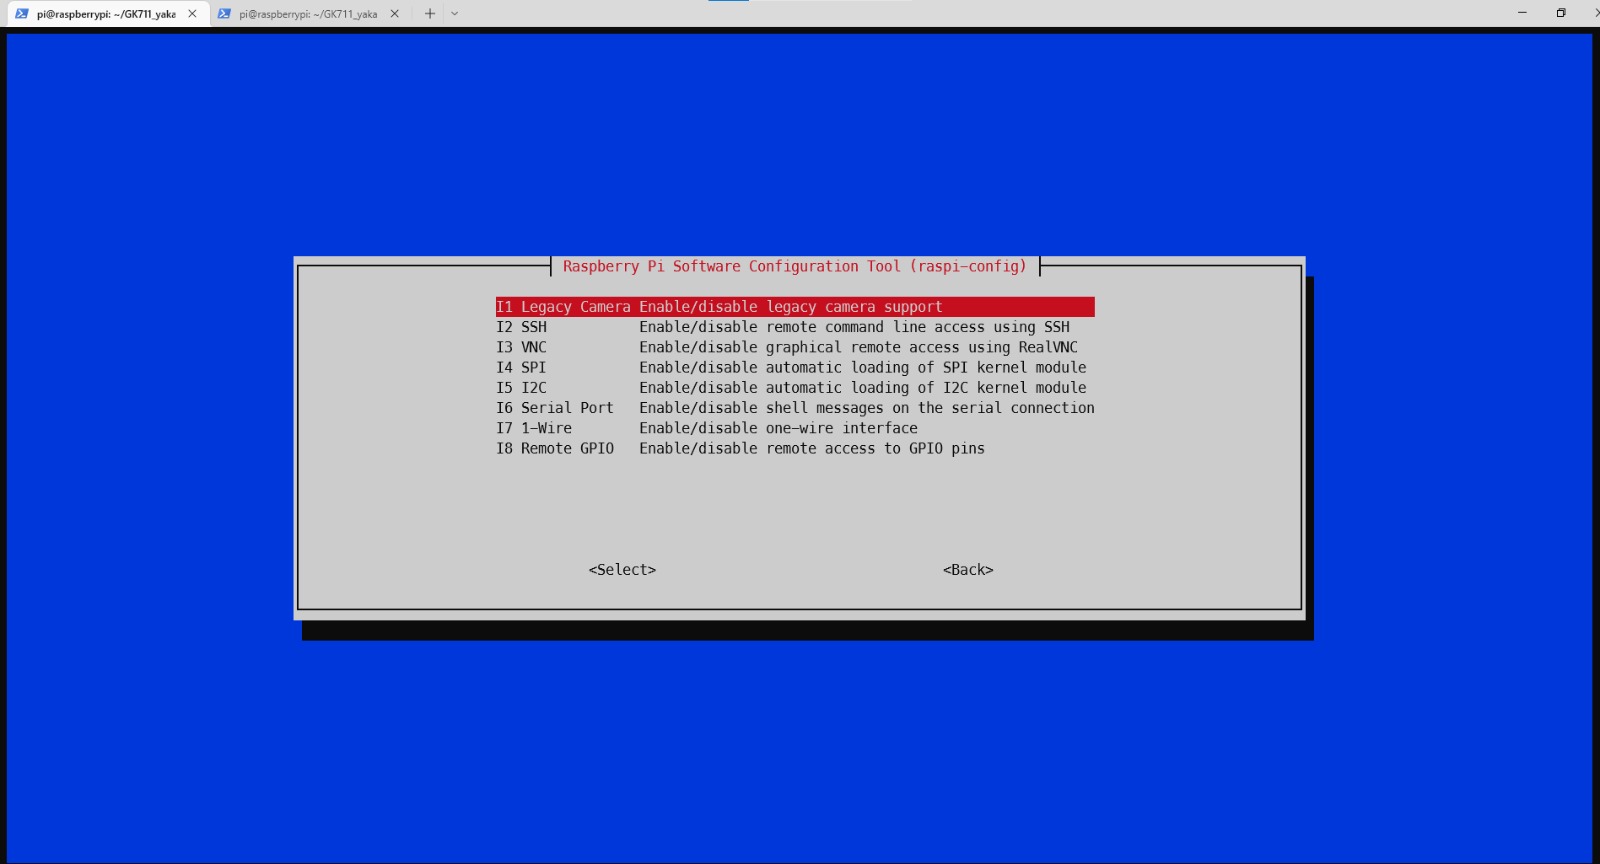 pi@raspberrypi: ~/GK711_yaka
pi@raspberrypi: ~/GK711_yaka
Raspberry Pi Software Configuration Tool (raspi-config)
I1 Legacy Camera Enable/disable legacy camera support
I2 SSH Enable/disable remote command line access using SSH
I3 VNC Enable/disable graphical remote access using RealVNC
I4 SPI Enable/disable automatic loading of SPI kernel module
I5 I2C Enable/disable automatic loading of I2C kernel module
I6 Serial Port Enable/disable shell messages on the serial connection
I7 1-Wire Enable/disable one-wire interface
I8 Remote GPIO Enable/disable remote access to GPIO pins
<Select> <Back>